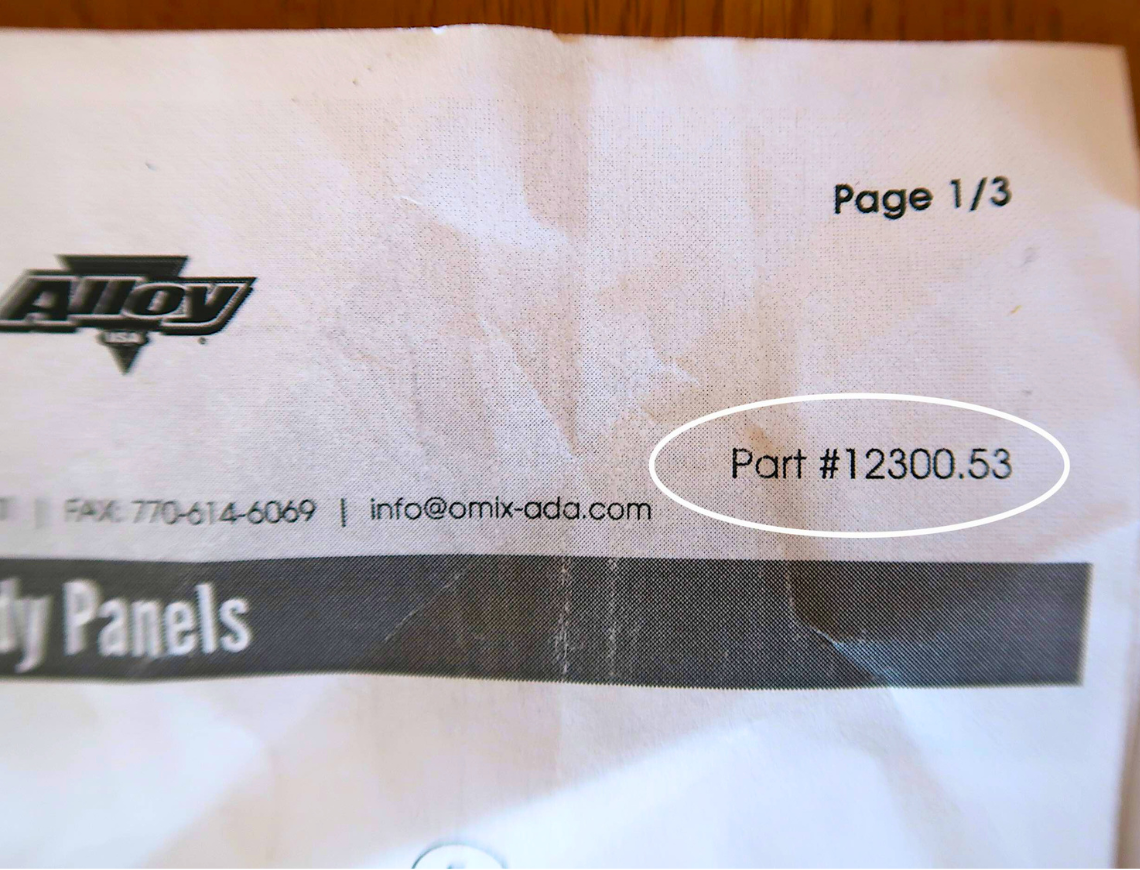 Page 1/3
Alloy
USA
Part #12300.53
| FAX: 770-614-6069 | info@omix-ada.com
Panels